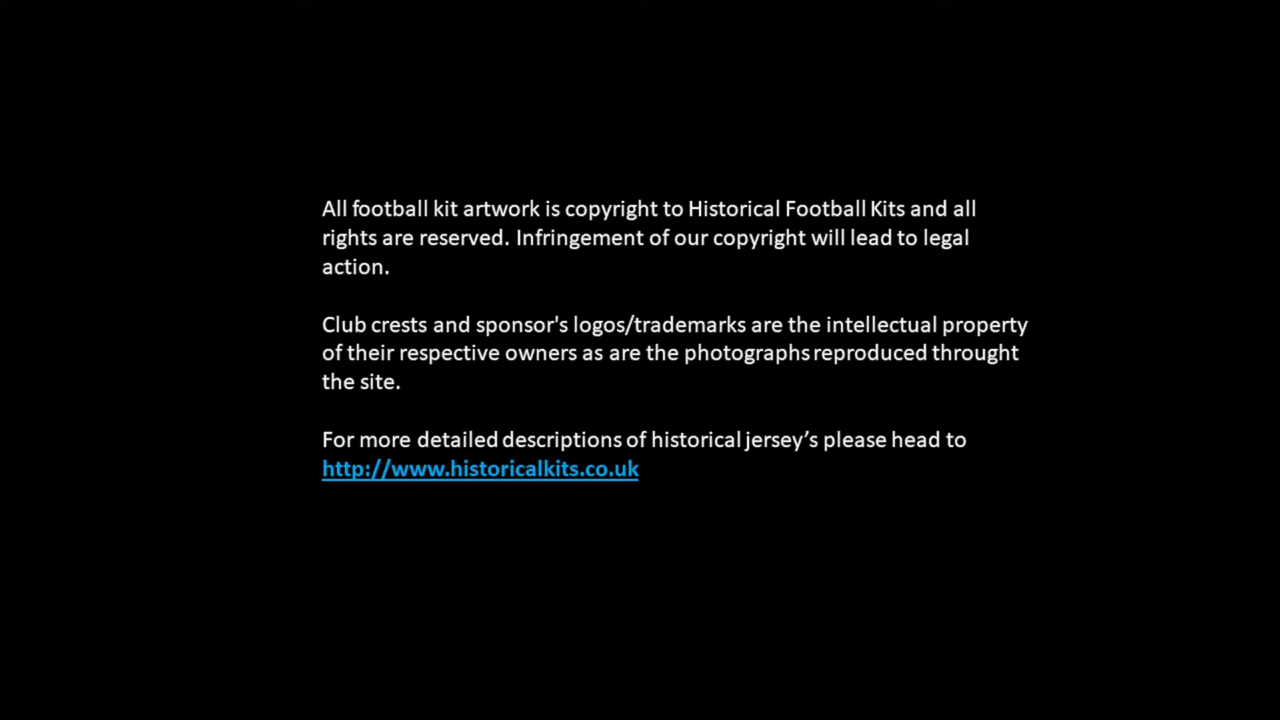 All football kit artwork is copyright to Historical Football Kits and all
rights are reserved. Infringement of our copyright will lead to legal
action.
Club crests and sponsor's logos/trademarks are the intellectual property
of their respective owners as are the photographs reproduced throught
the site.
For more detailed descriptions of historical jersey’s please head to
http://www.historicalkits.co.uk